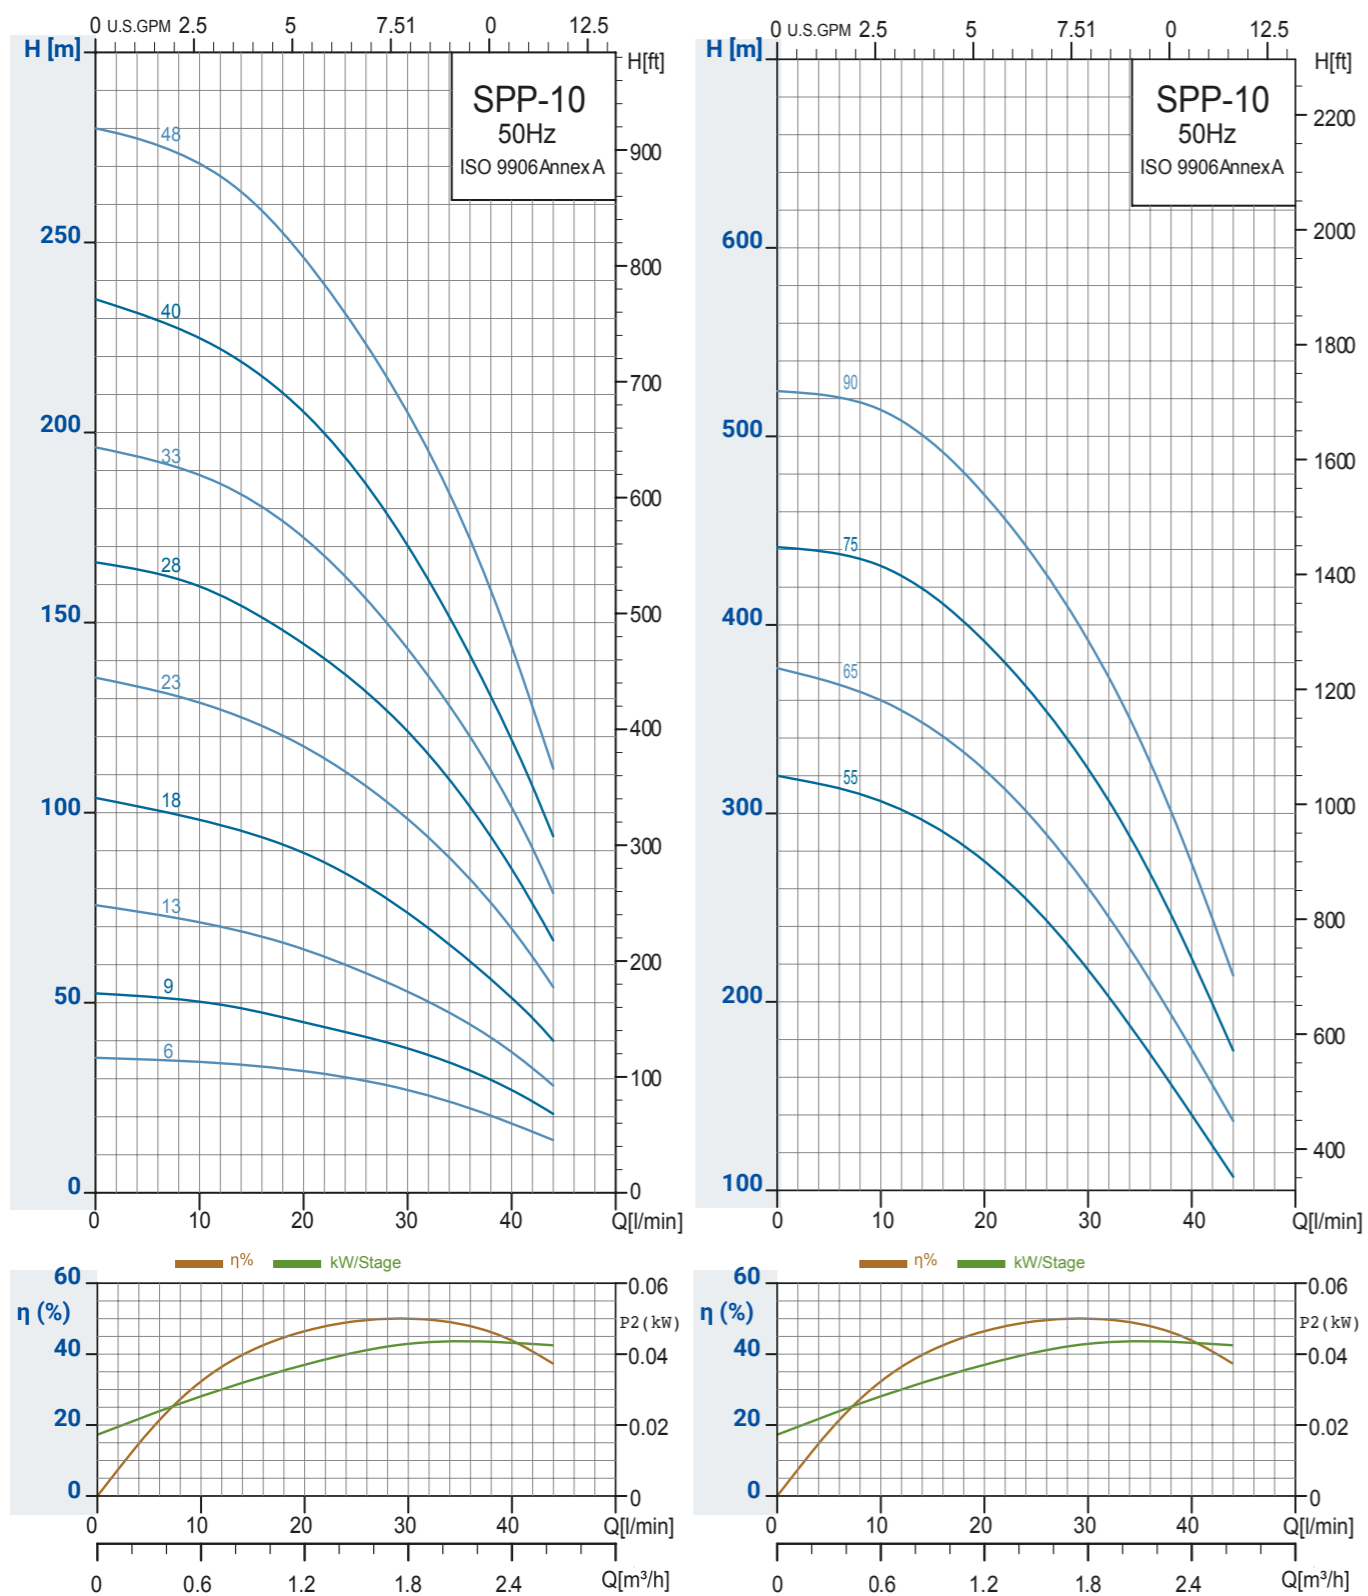 0 U.S.GPM 2.5 5 7.51 0 12.5
H [m]
H[ft]
SPP-10
50Hz
ISO 9906AnnexA
48
900
250
800
40
700
200
33
600
28
150
500
23
400
18
100
300
13
200
9
50
6
100
0
0
0 10 20 30 40 Q[l/min]
η% kW/Stage
60
0.06
η (%)
P2(kW)
40
0.04
20
0.02
0
0
0 10 20 30 40 Q[l/min]
0 0.6 1.2 1.8 2.4 Q[m³/h]
0 U.S.GPM 2.5 5 7.51 0 12.5
H [m]
H[ft]
SPP-10
50Hz
ISO 9906AnnexA
2200
2000
600
1800
90
1600
500
75
1400
400
65
1200
55
1000
300
800
200
600
400
100
0 10 20 30 40 Q[l/min]
η% kW/Stage
60
0.06
η (%)
P2(kW)
40
0.04
20
0.02
0
0
0 10 20 30 40 Q[l/min]
0 0.6 1.2 1.8 2.4 Q[m³/h]